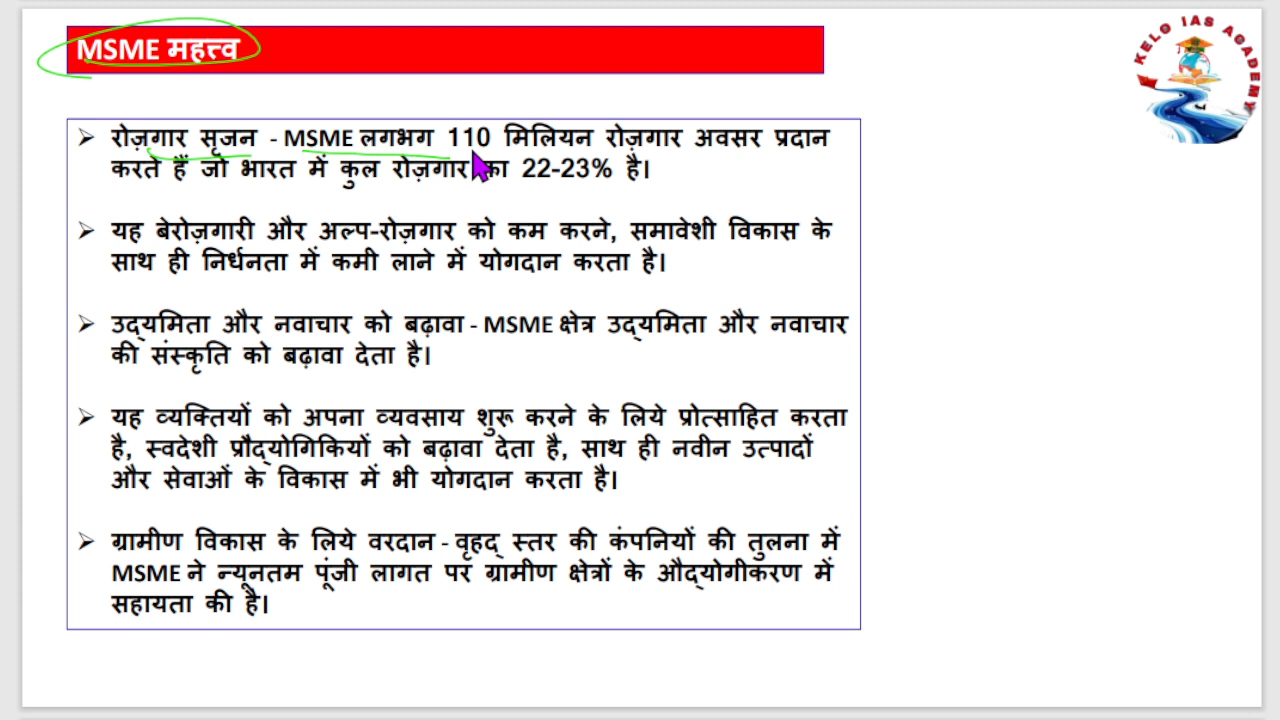 MSME महत्त्व
KELO IAS ACADEMY
➢ रोज़गार सृजन - MSME लगभग 110 मिलियन रोज़गार अवसर प्रदान
करते हैं जो भारत में कुल रोज़गार का 22-23% है।
➢ यह बेरोज़गारी और अल्प-रोज़गार को कम करने, समावेशी विकास के
साथ ही निर्धनता में कमी लाने में योगदान करता है।
➢ उद्यमिता और नवाचार को बढ़ावा - MSME क्षेत्र उद्यमिता और नवाचार
की संस्कृति को बढ़ावा देता है।
➢ यह व्यक्तियों को अपना व्यवसाय शुरू करने के लिये प्रोत्साहित करता
है, स्वदेशी प्रौद्योगिकियों को बढ़ावा देता है, साथ ही नवीन उत्पादों
और सेवाओं के विकास में भी योगदान करता है।
➢ ग्रामीण विकास के लिये वरदान - वृहद् स्तर की कंपनियों की तुलना में
MSME ने न्यूनतम पूंजी लागत पर ग्रामीण क्षेत्रों के औद्योगीकरण में
सहायता की है।